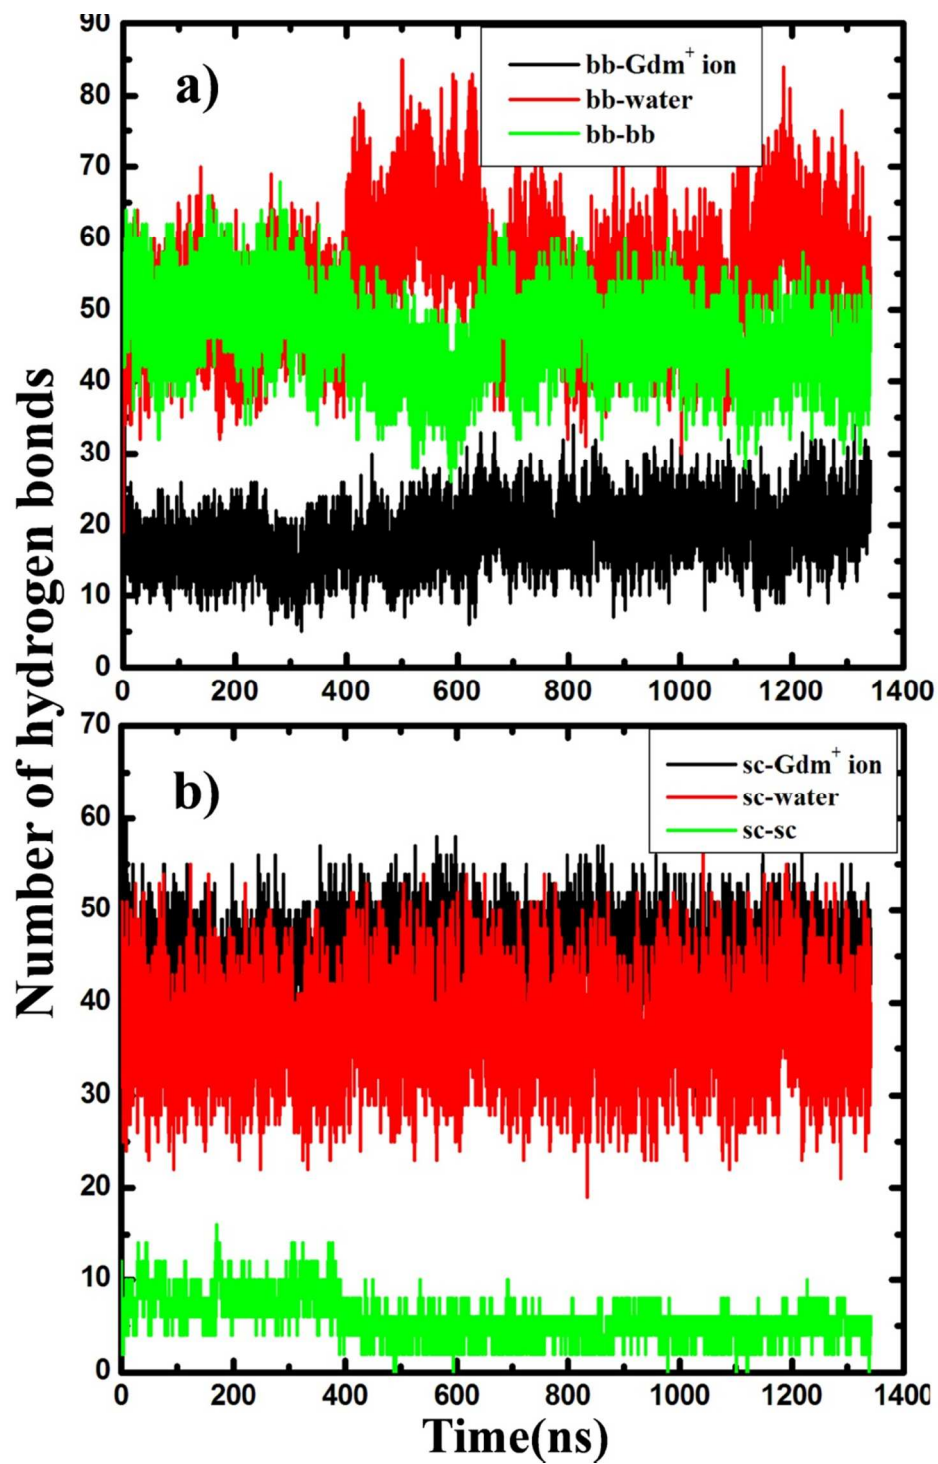 Number of hydrogen bonds
a)
bb-Gdm⁺ ion
bb-water
bb-bb
90
80
70
60
50
40
30
20
10
0
0 200 400 600 800 1000 1200 1400
b)
sc-Gdm⁺ ion
sc-water
sc-sc
70
60
50
40
30
20
10
0
0 200 400 600 800 1000 1200 1400
Time(ns)